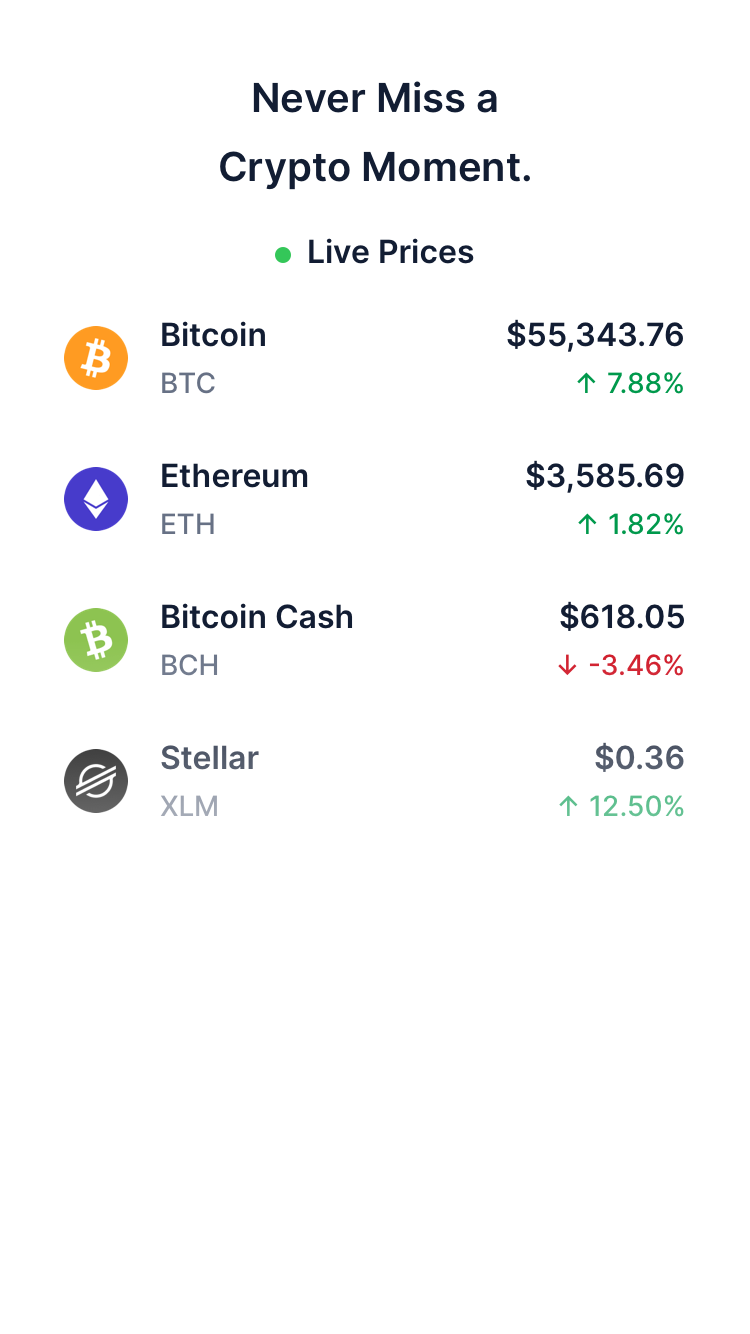 Never Miss a
Crypto Moment.
Live Prices
Bitcoin $55,343.76
BTC ↑ 7.88%
Ethereum $3,585.69
ETH ↑ 1.82%
Bitcoin Cash $618.05
BCH ↓ -3.46%
Stellar $0.36
XLM ↑ 12.50%